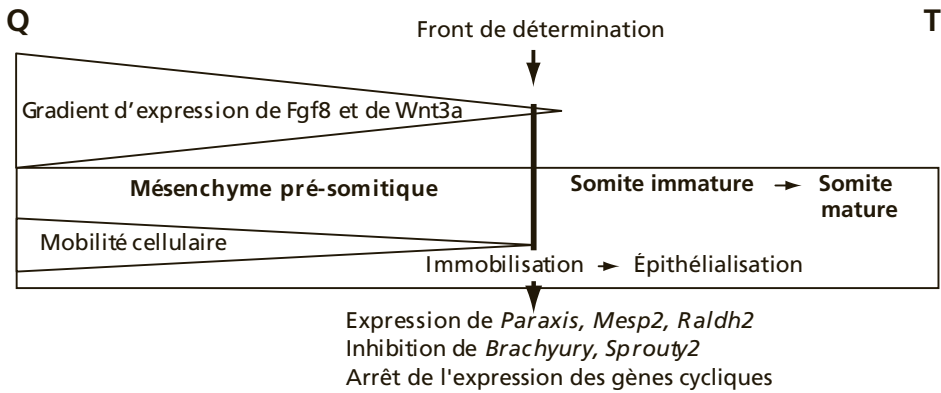 Q
T
Front de détermination
Gradient d'expression de Fgf8 et de Wnt3a
Mésenchyme pré-somitique
Somite immature → Somite
mature
Mobilité cellulaire
Immobilisation → Épithélialisation
Expression de Paraxis, Mesp2, Raldh2
Inhibition de Brachyury, Sprouty2
Arrêt de l'expression des gènes cycliques